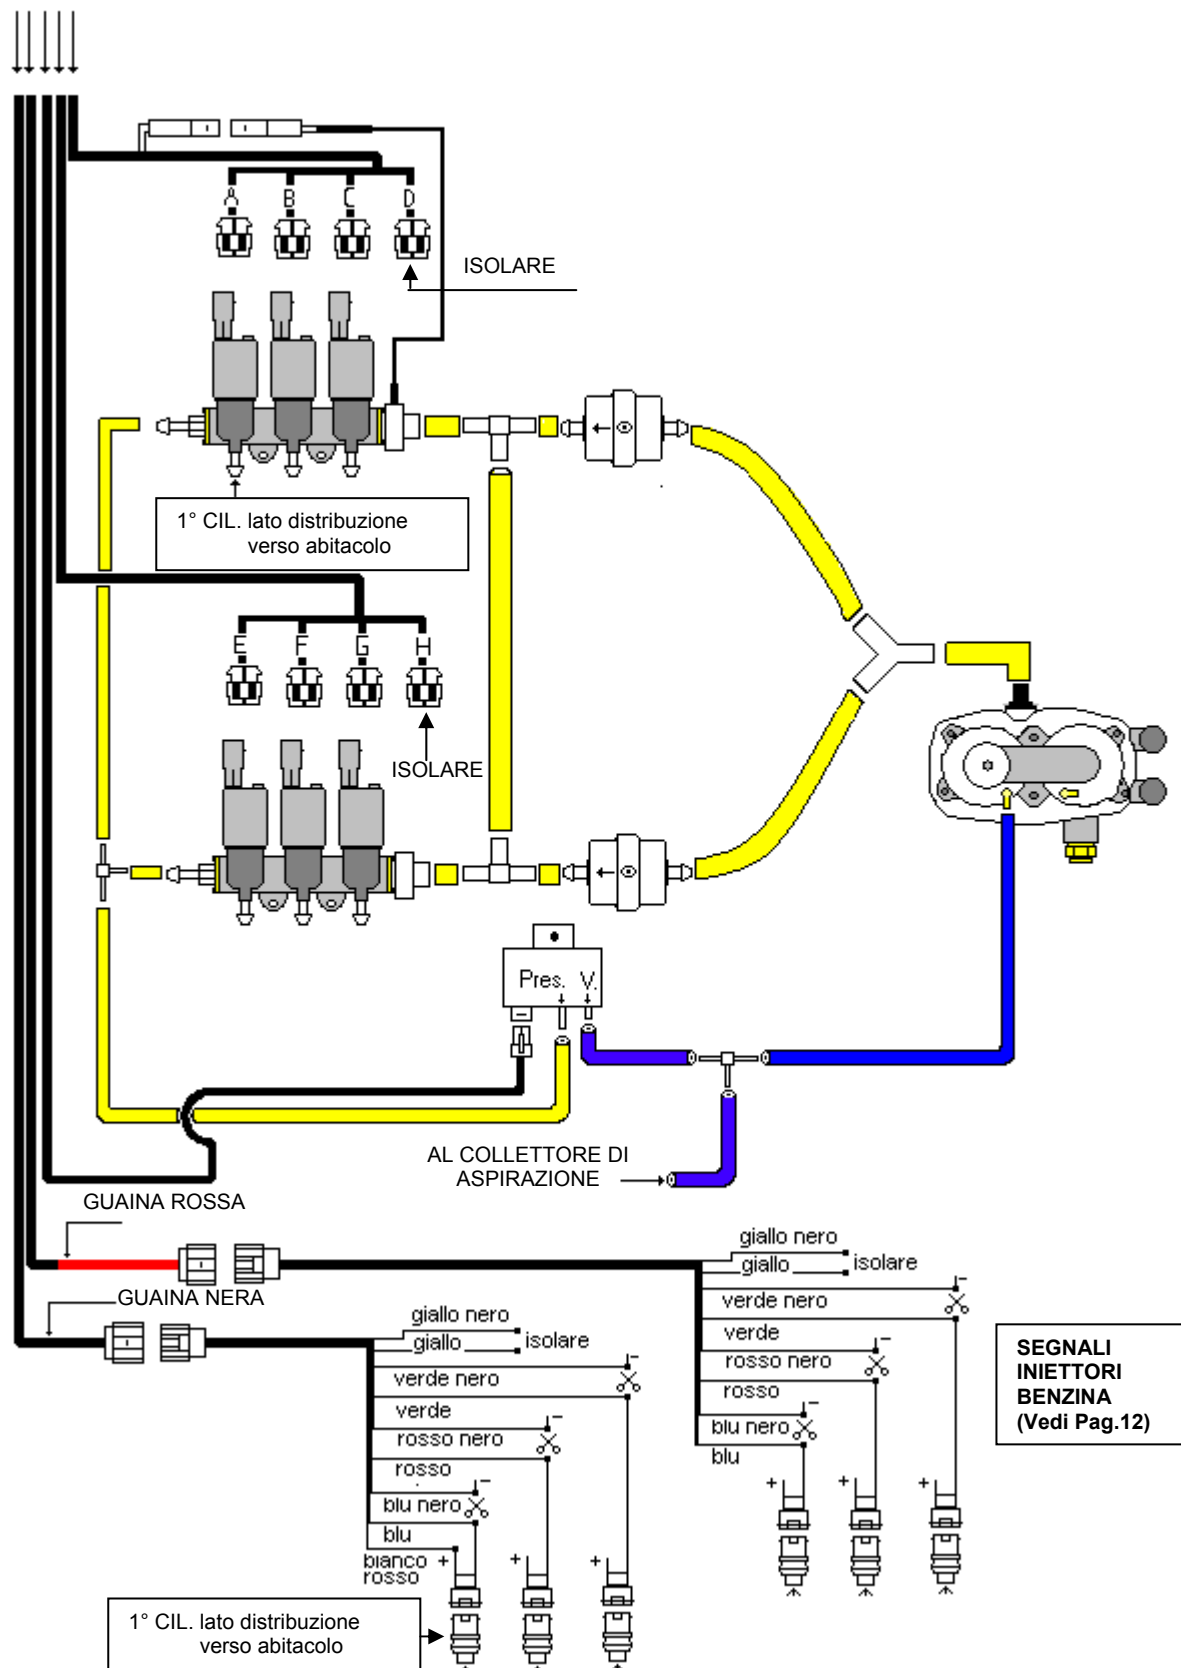 A B C D
ISOLARE
1° CIL. lato distribuzione
verso abitacolo
E F G H
ISOLARE
Pres. V.
AL COLLETTORE DI
ASPIRAZIONE
GUAINA ROSSA
giallo nero
giallo
isolare
verde nero
verde
rosso nero
rosso
blu nero
blu
+ + +
GUAINA NERA
giallo nero
giallo
isolare
verde nero
verde
rosso nero
rosso
blu nero
blu
bianco
rosso
+ + +
SEGNALI
INIETTORI
BENZINA
(Vedi Pag.12)
1° CIL. lato distribuzione
verso abitacolo